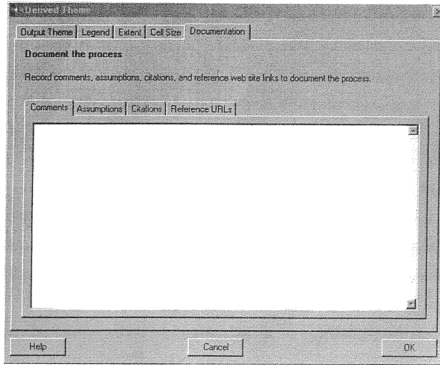 Derived Theme
Output Theme Legend Extent Cell Size Documentation
Document the process
Record comments, assumptions, citations, and reference web site links to document the process.
Comments Assumptions Citations Reference URLs
Help Cancel OK